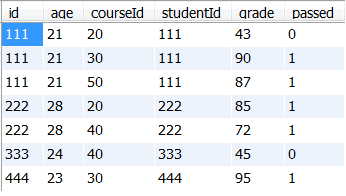 id age courseId studentId grade passed
111 21 20 111 43 0
111 21 30 111 90 1
111 21 50 111 87 1
222 28 20 222 85 1
222 28 40 222 72 1
333 24 40 333 45 0
444 23 30 444 95 1